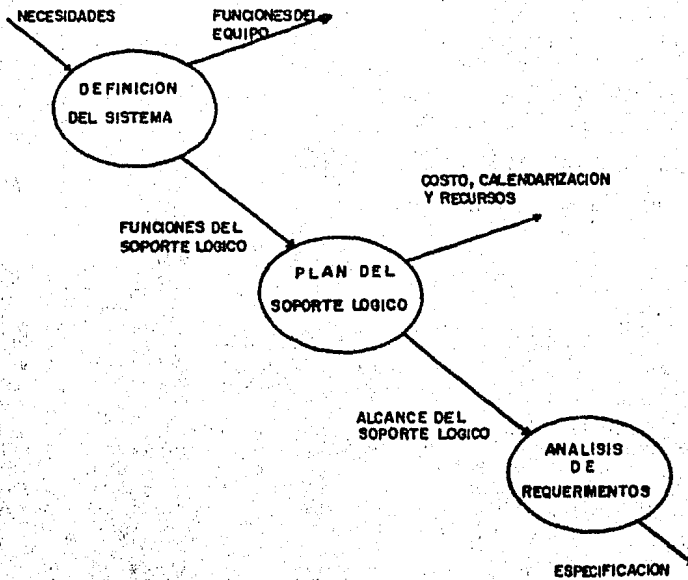 NECESIDADES
FUNCIONES DEL
EQUIPO
DEFINICION
DEL SISTEMA
FUNCIONES DEL
SOPORTE LOGICO
COSTO, CALENDARIZACION
Y RECURSOS
PLAN DEL
SOPORTE LOGICO
ALCANCE DEL
SOPORTE LOGICO
ANALISIS
DE
REQUERIMENTOS
ESPECIFICACION